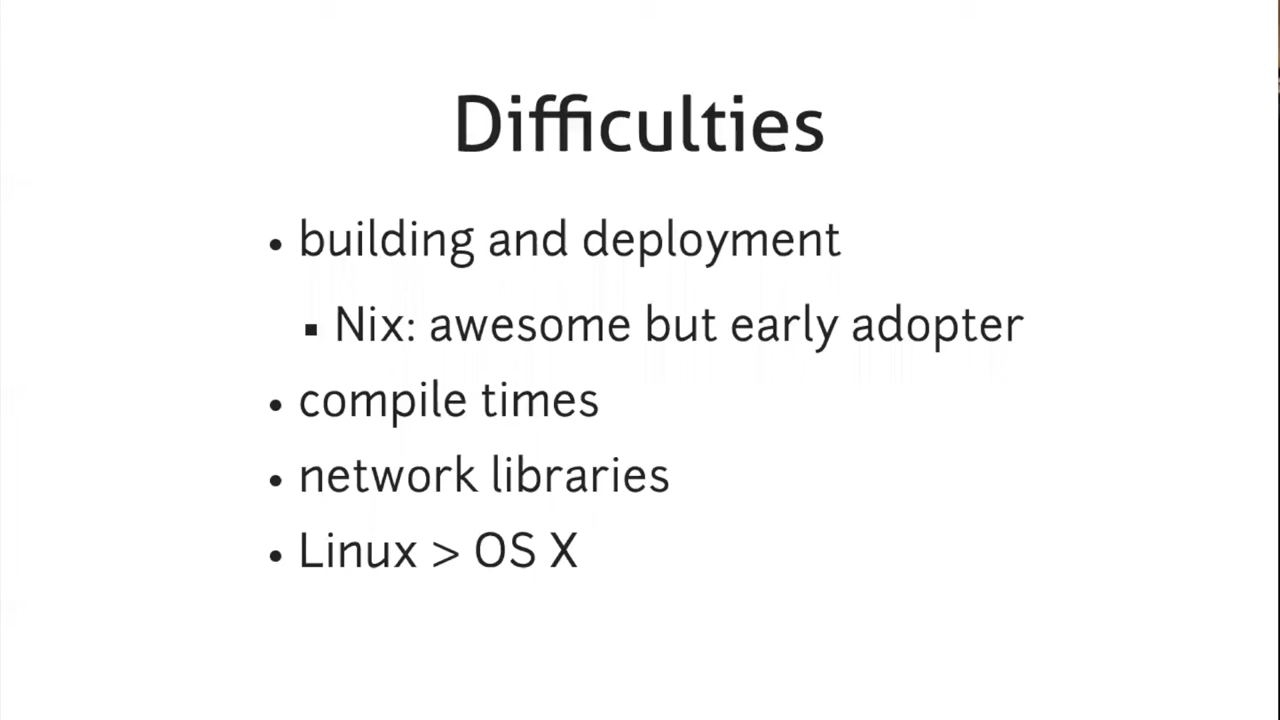 Difficulties
• building and deployment
▪ Nix: awesome but early adopter
• compile times
• network libraries
• Linux > OS X